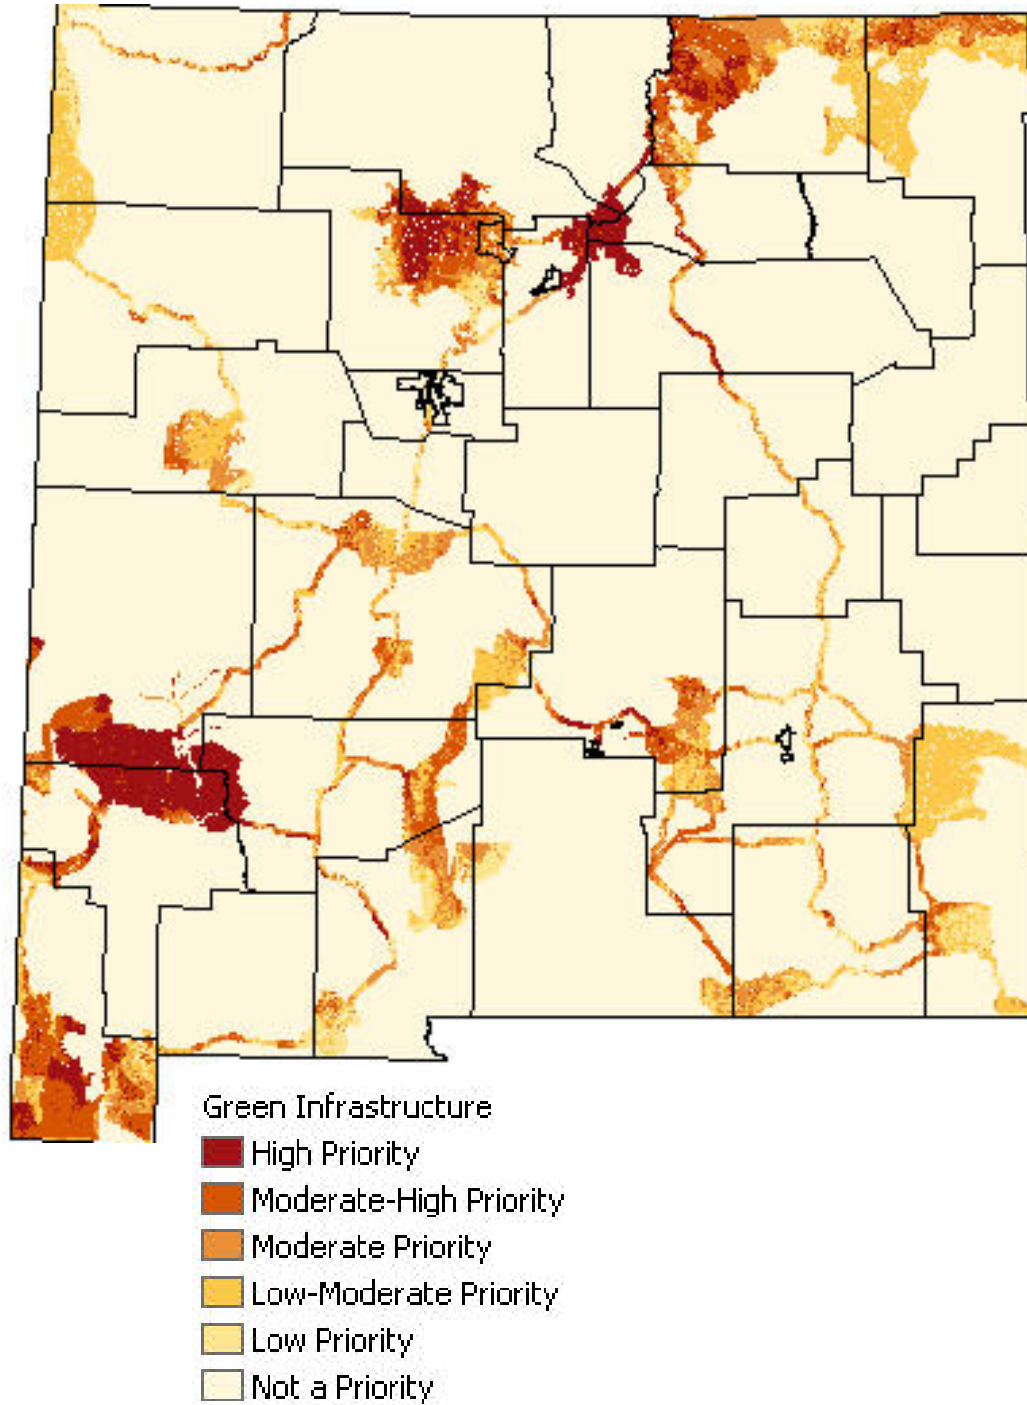 Green Infrastructure
High Priority
Moderate-High Priority
Moderate Priority
Low-Moderate Priority
Low Priority
Not a Priority